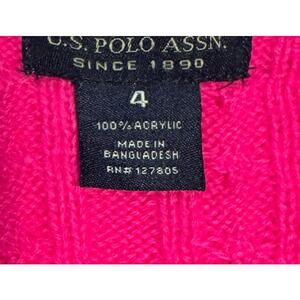 U.S. POLO ASSN.
SINCE 1890
4
100% ACRYLIC
MADE IN
BANGLADESH
RN# 127805